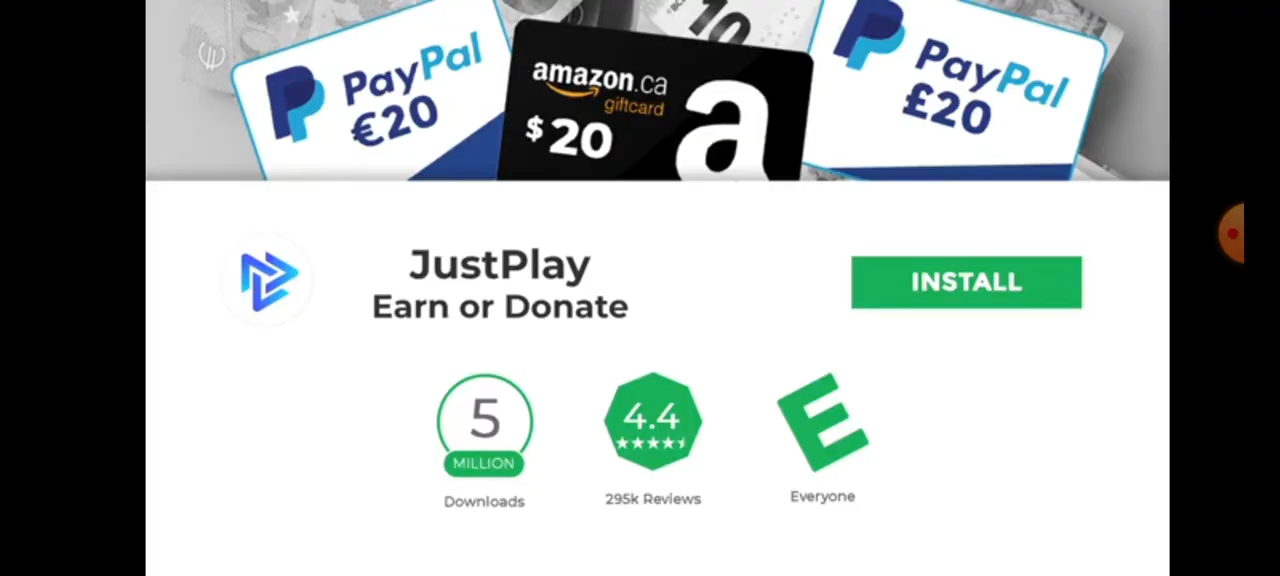 PayPal
€20
amazon.ca
giftcard
$20
a
PayPal
£20
10
JustPlay
Earn or Donate
INSTALL
5
MILLION
Downloads
4.4
295k Reviews
E
Everyone